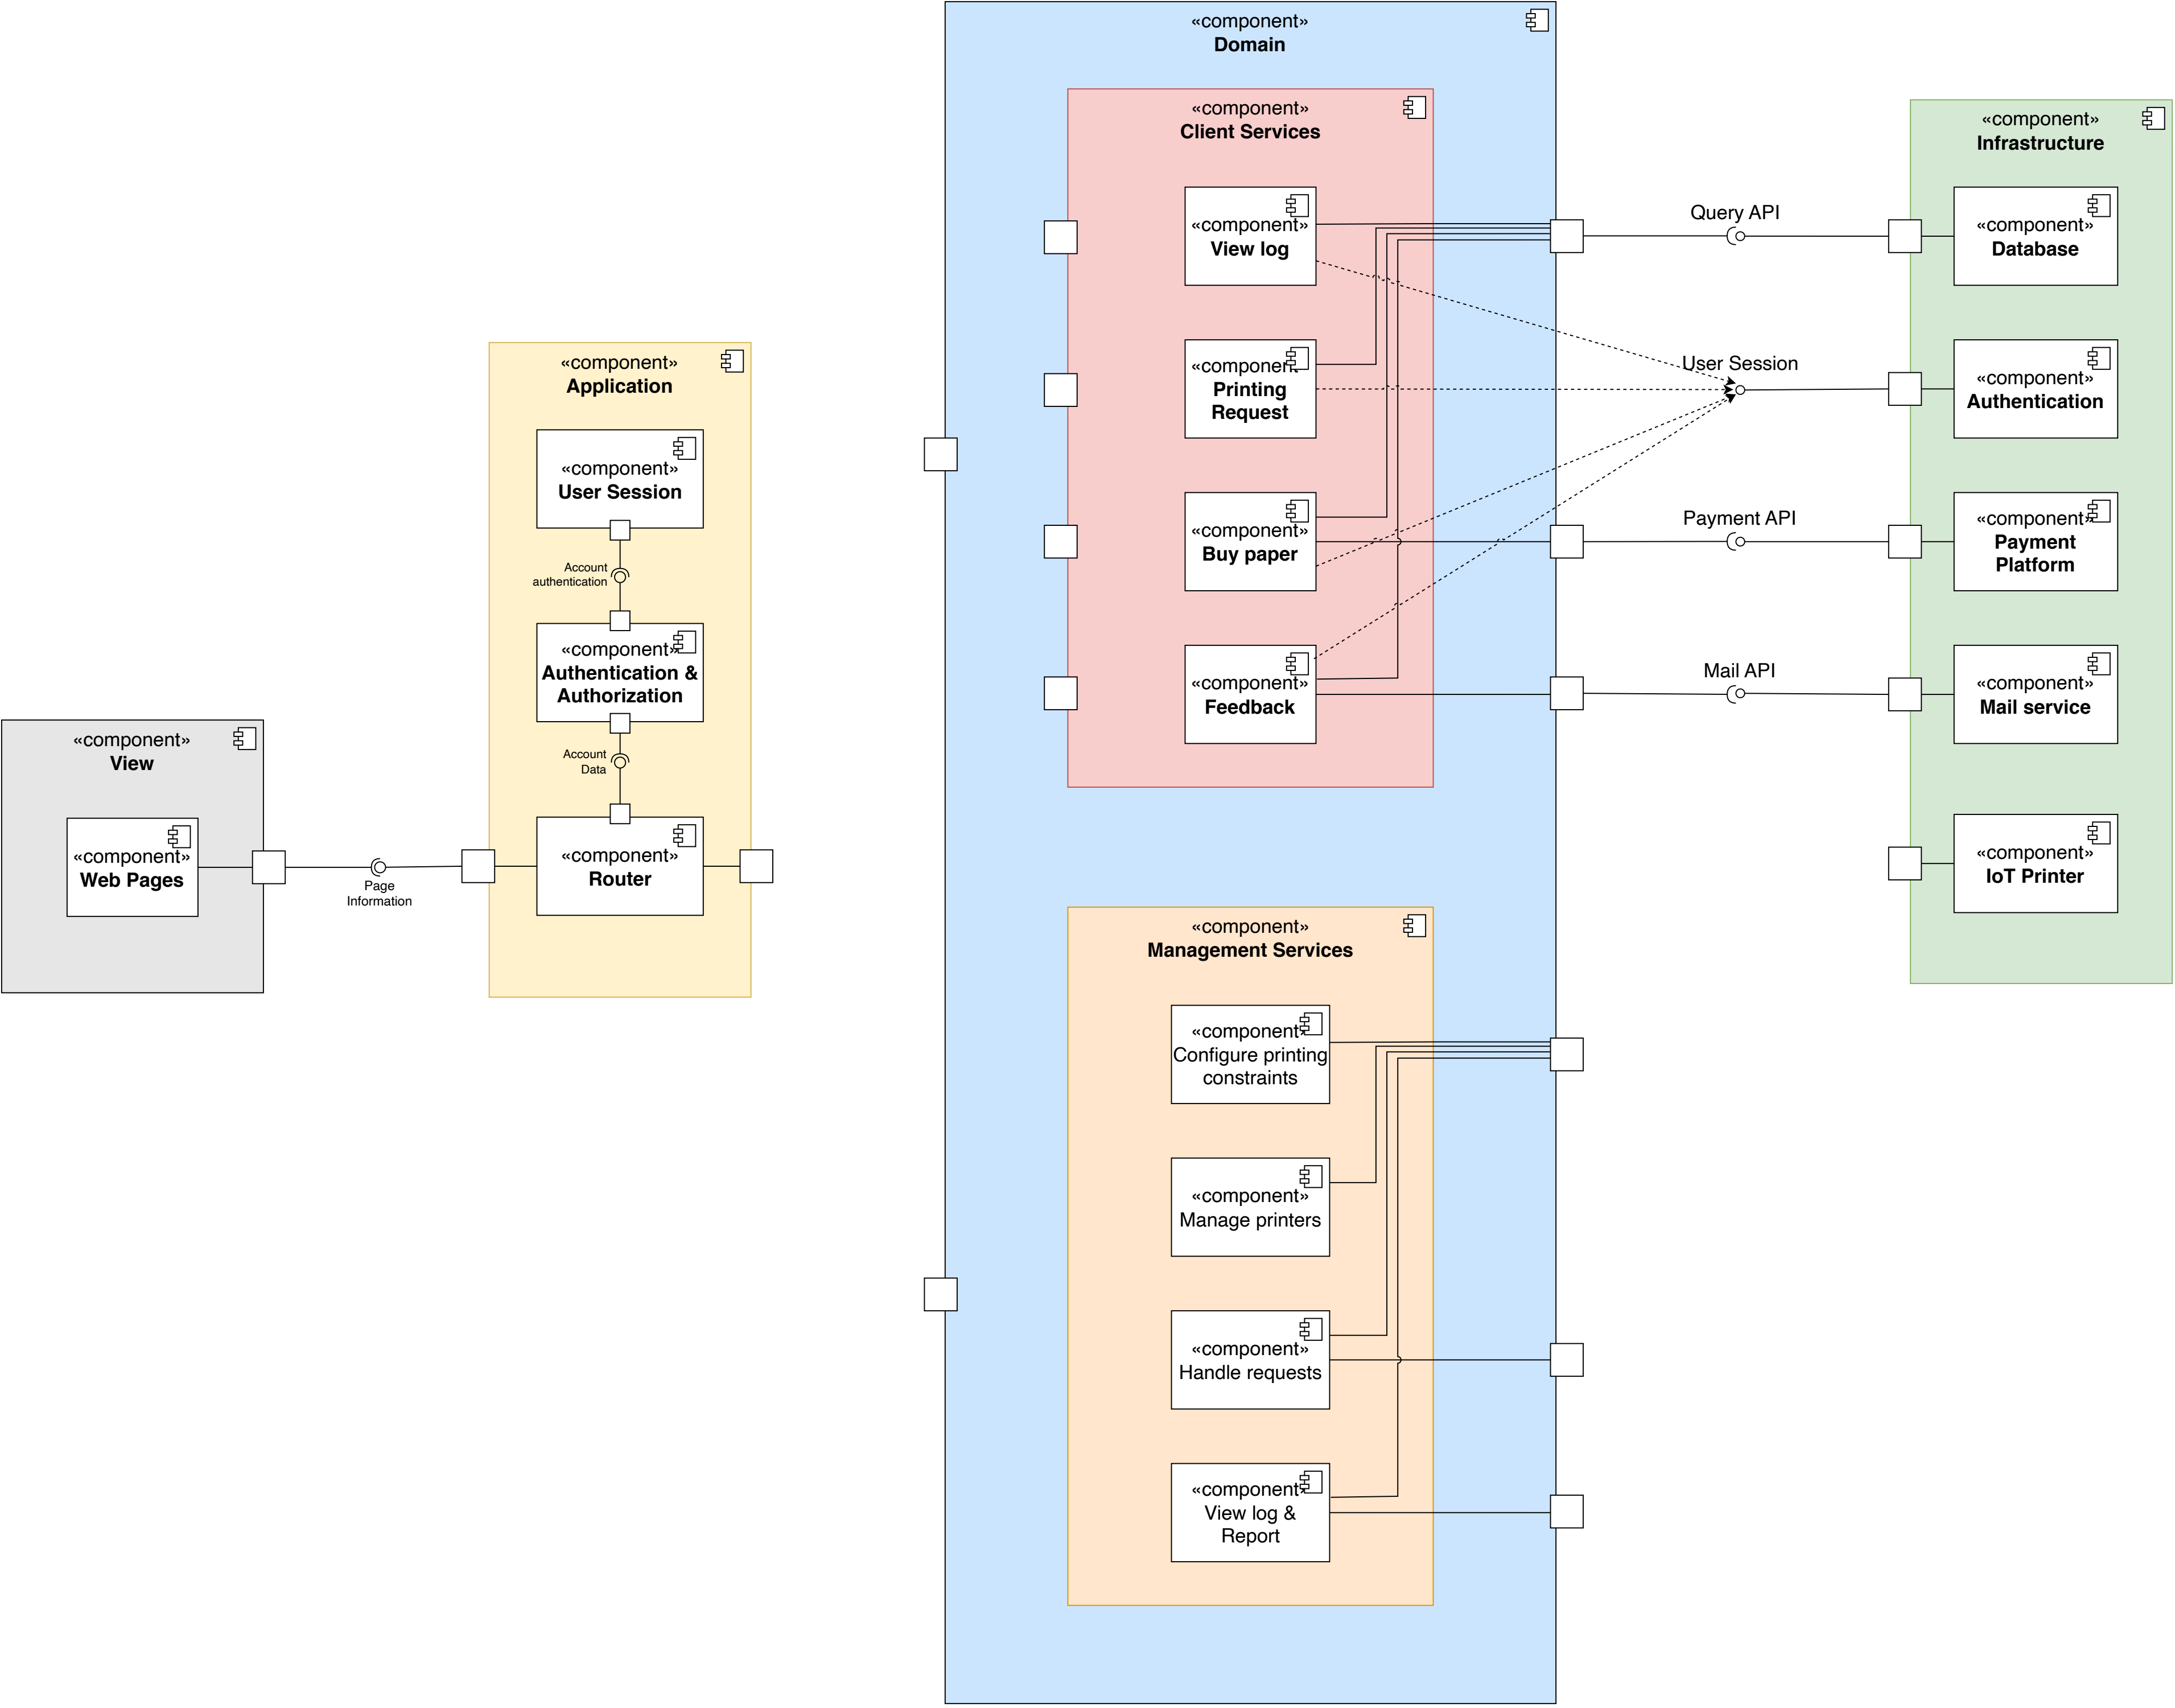 «component»
View
«component»
Web Pages
Page
Information
«component»
Application
«component»
User Session
Account
authentication
«component»
Authentication &
Authorization
Account
Data
«component»
Router
«component»
Domain
«component»
Client Services
«component»
View log
«component»
Printing
Request
«component»
Buy paper
«component»
Feedback
«component»
Management Services
«component»
Configure printing
constraints
«component»
Manage printers
«component»
Handle requests
«component»
View log &
Report
Query API
User Session
Payment API
Mail API
«component»
Infrastructure
«component»
Database
«component»
Authentication
«component»
Payment
Platform
«component»
Mail service
«component»
IoT Printer